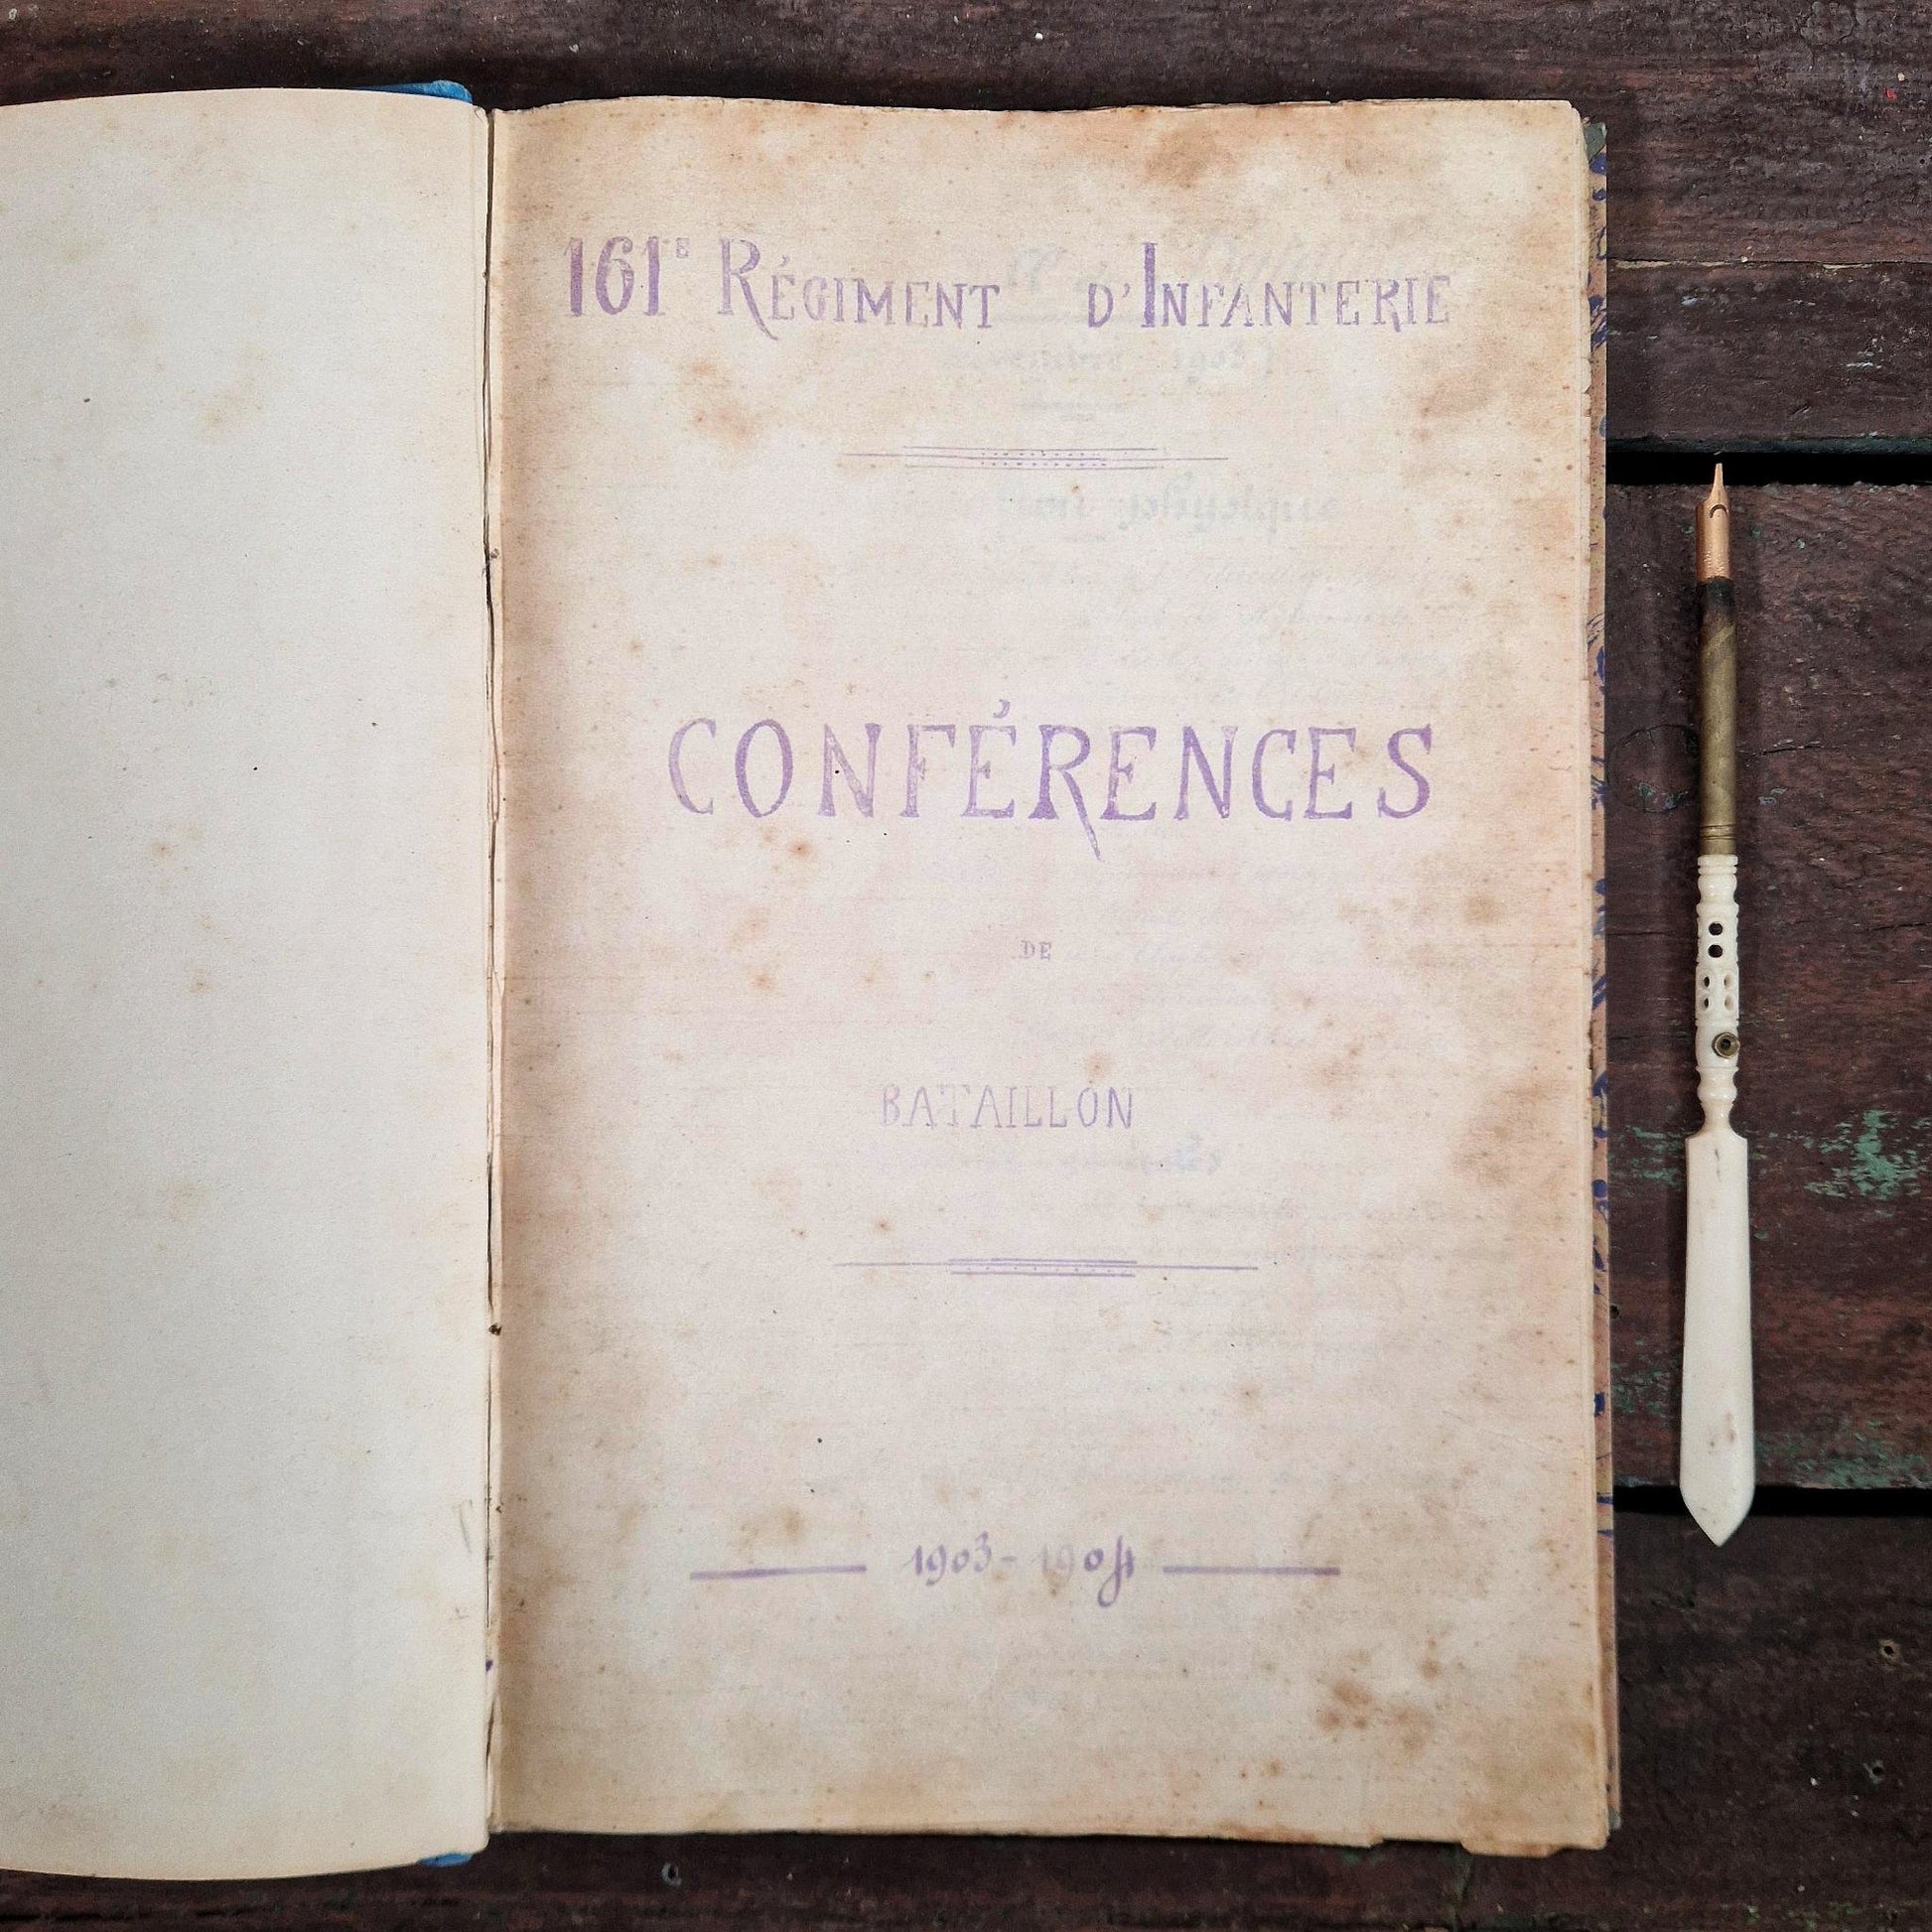 161E RÉGIMENT D'INFANTERIE
CONFÉRENCES
DE
BATAILLON
1903-1904